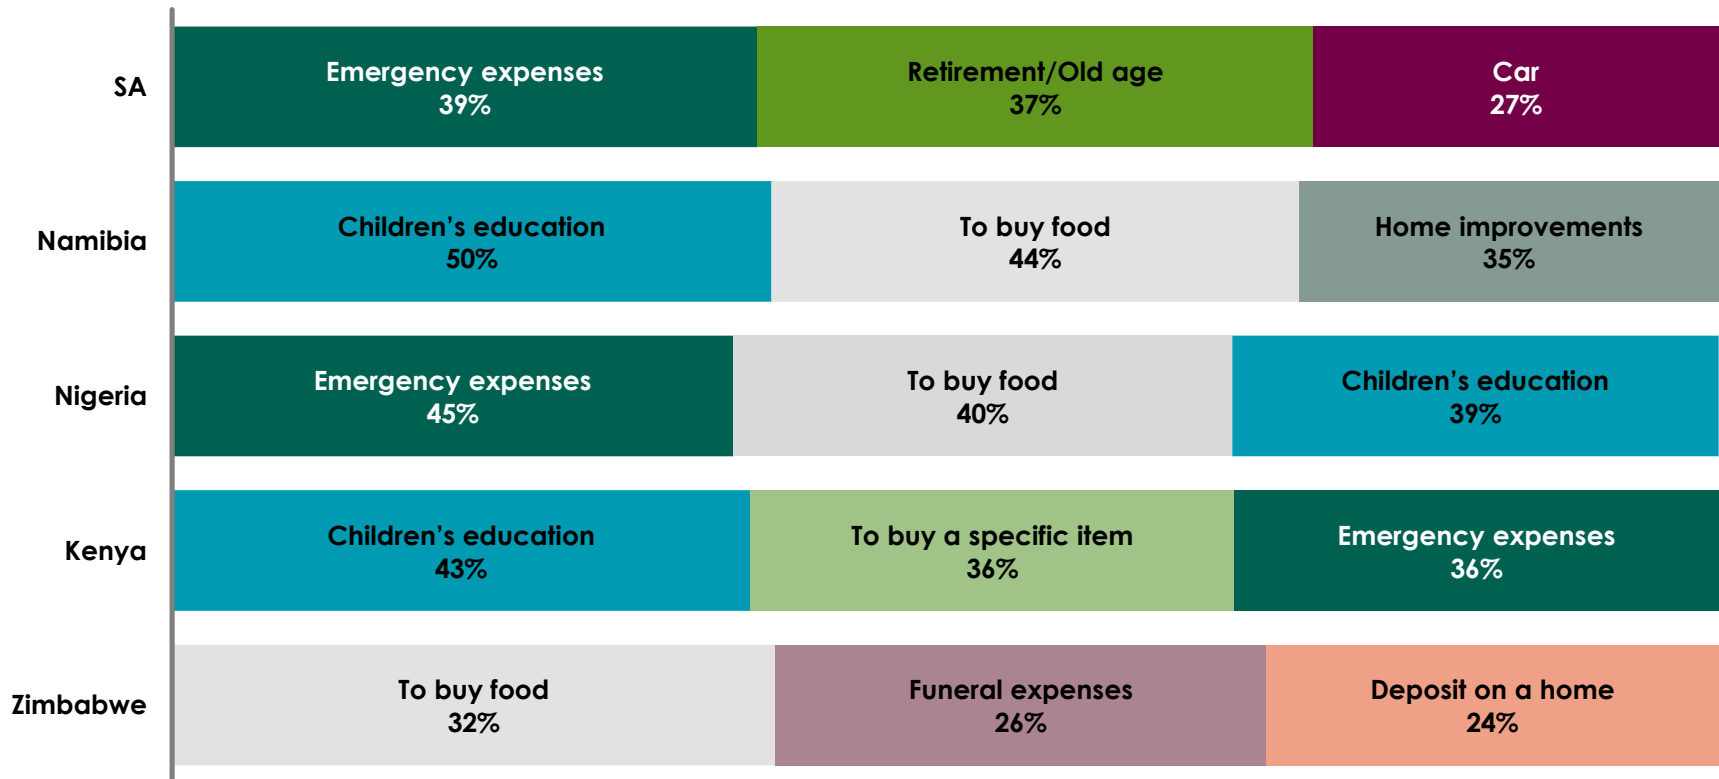 SA
Emergency expenses
39%
Retirement/Old age
37%
Car
27%
Namibia
Children’s education
50%
To buy food
44%
Home improvements
35%
Nigeria
Emergency expenses
45%
To buy food
40%
Children’s education
39%
Kenya
Children’s education
43%
To buy a specific item
36%
Emergency expenses
36%
Zimbabwe
To buy food
32%
Funeral expenses
26%
Deposit on a home
24%